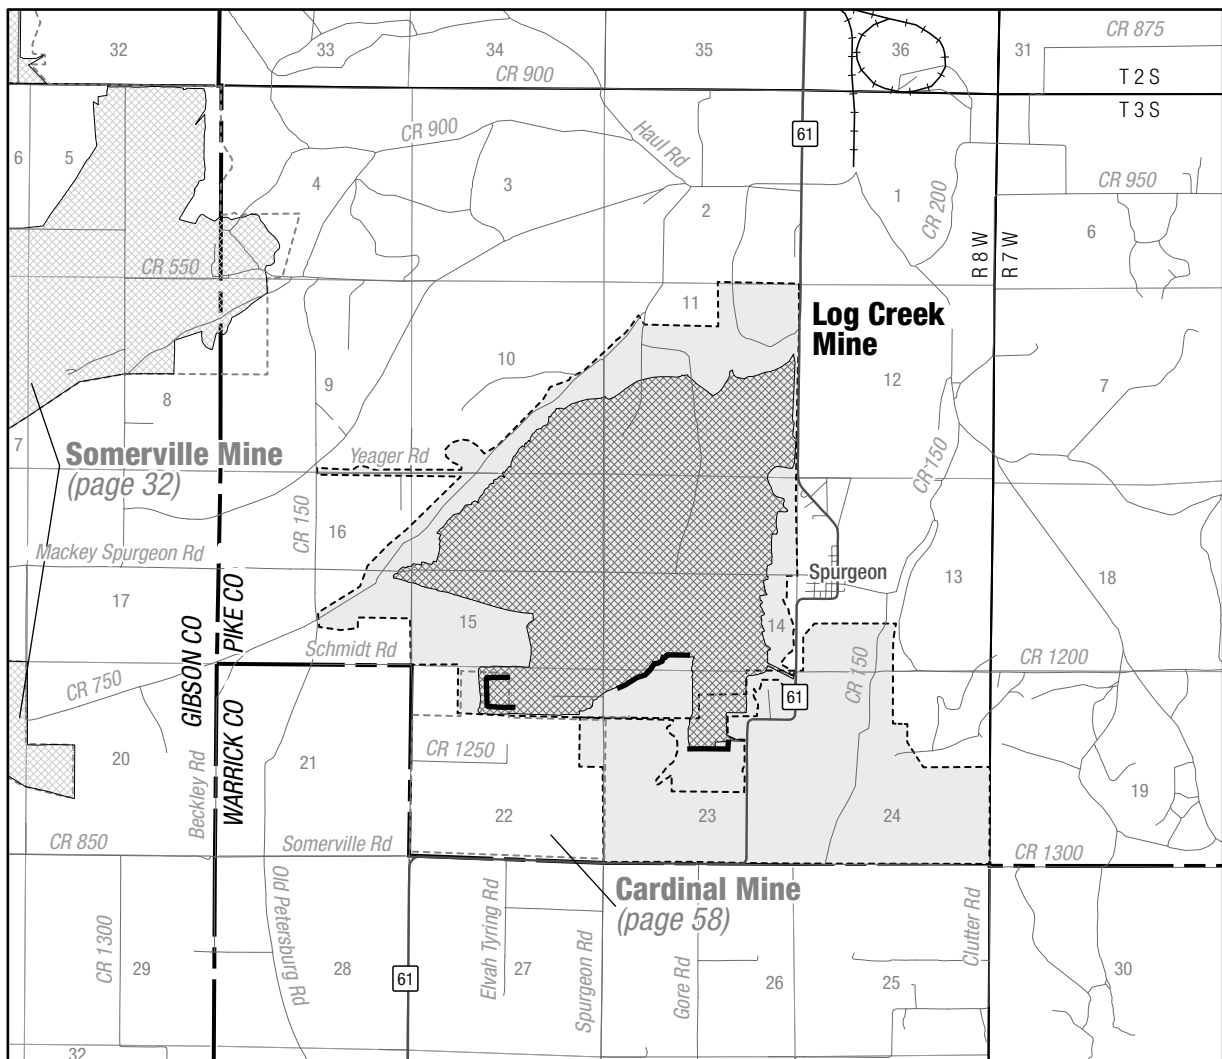 32
33
34
35
36
31
CR 875
CR 900
T 2 S
T 3 S
61
6
5
CR 900
Haul Rd
4
3
2
1
CR 200
CR 950
6
R 8 W
R 7 W
CR 550
11
Log Creek
Mine
10
9
8
12
7
7
Somerville Mine
(page 32)
Yeager Rd
CR 150
CR 150
16
Mackey Spurgeon Rd
17
Spurgeon
13
18
GIBSON CO
PIKE CO
15
14
Schmidt Rd
CR 750
CR 150
CR 1200
61
WARRICK CO
Beckley Rd
20
21
CR 1250
22
23
24
19
CR 850
Somerville Rd
CR 1300
Cardinal Mine
(page 58)
CR 1300
Old Petersburg Rd
Elvah Tyring Rd
Spurgeon Rd
Gore Rd
Clutter Rd
29
28
61
27
26
25
30
32